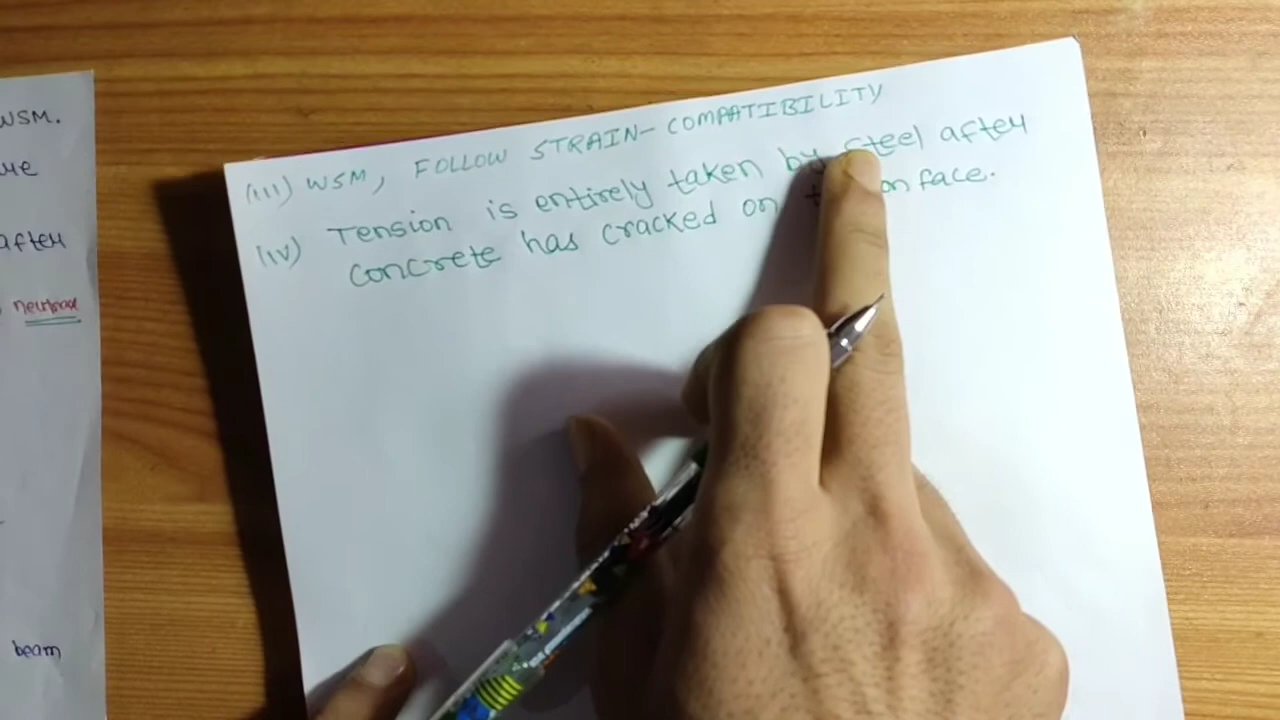 WSM.
after
beam
(iii) WSM, FOLLOW STRAIN-COMPATIBILITY
(iv) Tension is entirely taken by steel after
concrete has cracked on face.